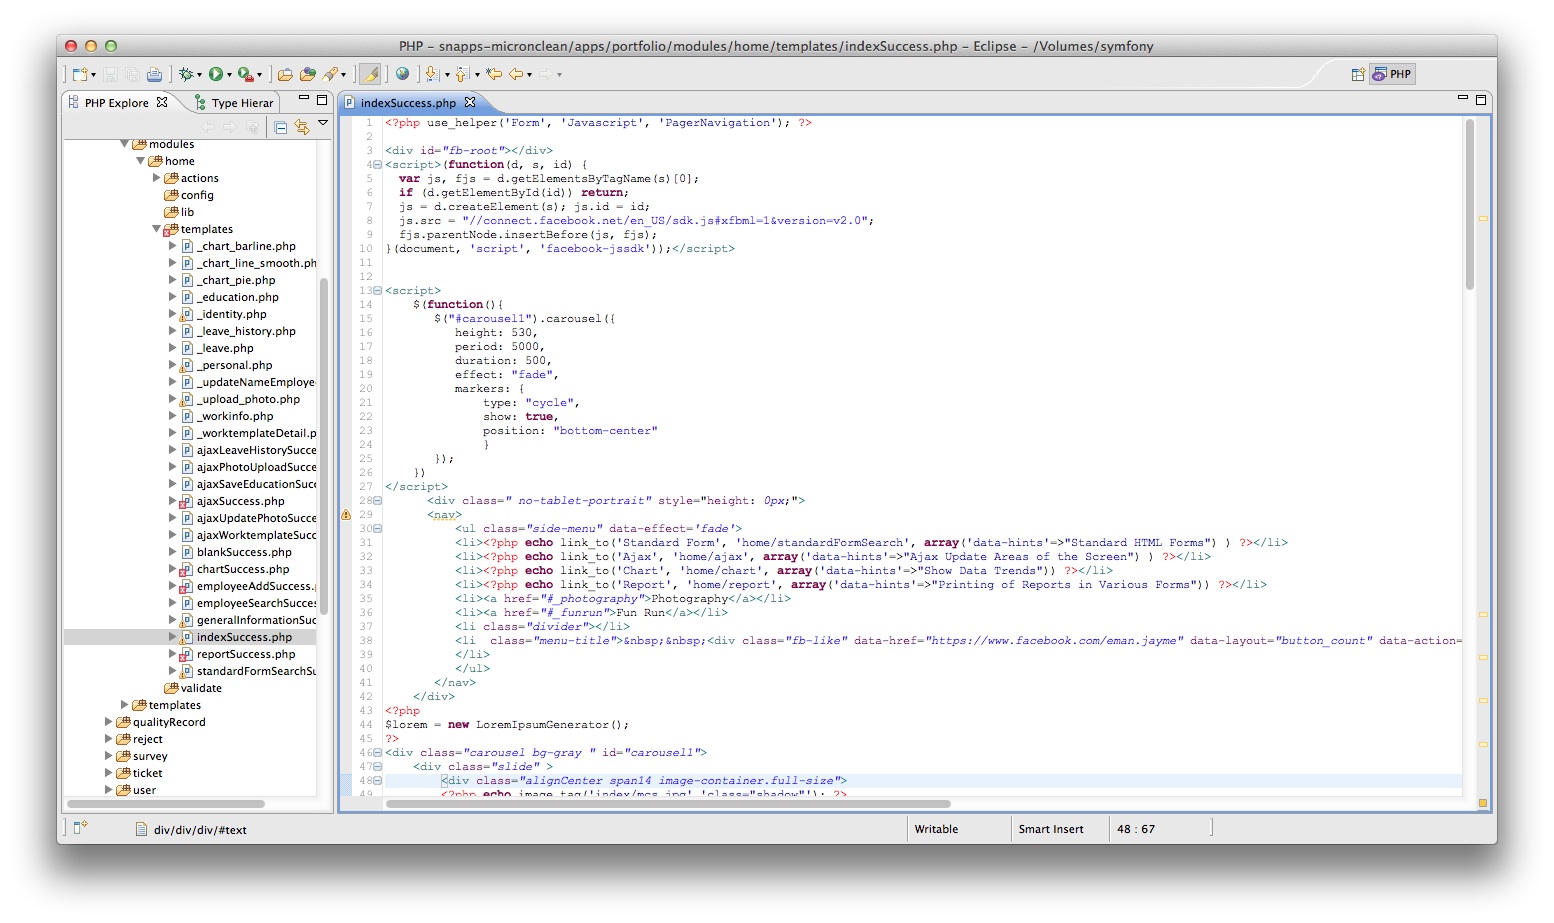 PHP – snapps-micronclean/apps/portfolio/modules/home/templates/indexSuccess.php – Eclipse – /Volumes/symfony
PHP
PHP Explore
Type Hierar
indexSuccess.php
modules
home
actions
config
lib
templates
_chart_barline.php
_chart_line_smooth.ph
_chart_pie.php
_education.php
_identity.php
_leave_history.php
_leave.php
_personal.php
_updateNameEmploye
_upload_photo.php
_workinfo.php
_worktemplateDetail.p
ajaxLeaveHistorySucce
ajaxPhotoUploadSucce
ajaxSaveEducationSucc
ajaxSuccess.php
ajaxUpdatePhotoSucce
ajaxWorktemplateSucc
blankSuccess.php
chartSuccess.php
employeeAddSuccess.
employeeSearchSucces
generalInformationSuc
indexSuccess.php
reportSuccess.php
standardFormSearchSu
validate
templates
qualityRecord
reject
survey
ticket
user
1 <?php use_helper('Form', 'Javascript', 'PagerNavigation'); ?>
2
3 <div id="fb-root"></div>
4 <script>(function(d, s, id) {
5 var js, fjs = d.getElementsByTagName(s)[0];
6 if (d.getElementById(id)) return;
7 js = d.createElement(s); js.id = id;
8 js.src = "//connect.facebook.net/en_US/sdk.js#xfbml=1&version=v2.0";
9 fjs.parentNode.insertBefore(js, fjs);
10 }(document, 'script', 'facebook-jssdk'));</script>
11
12
13 <script>
14 $(function(){
15 $("#carousel1").carousel({
16 height: 530,
17 period: 5000,
18 duration: 500,
19 effect: "fade",
20 markers: {
21 type: "cycle",
22 show: true,
23 position: "bottom-center"
24 }
25 });
26 })
27 </script>
28 <div class=" no-tablet-portrait" style="height: 0px;">
29 <nav>
30 <ul class="side-menu" data-effect='fade'>
31 <li><?php echo link_to('Standard Form', 'home/standardFormSearch', array('data-hints'=>"Standard HTML Forms") ) ?></li>
32 <li><?php echo link_to('Ajax', 'home/ajax', array('data-hints'=>"Ajax Update Areas of the Screen") ) ?></li>
33 <li><?php echo link_to('Chart', 'home/chart', array('data-hints'=>"Show Data Trends")) ?></li>
34 <li><?php echo link_to('Report', 'home/report', array('data-hints'=>"Printing of Reports in Various Forms")) ?></li>
35 <li><a href="#_photography">Photography</a></li>
36 <li><a href="#_funrun">Fun Run</a></li>
37 <li class="divider"></li>
38 <li  class="menu-title">&nbsp;&nbsp;<div class="fb-like" data-href="https://www.facebook.com/eman.jayme" data-layout="button_count" data-action=
39 </li>
40 </ul>
41 </nav>
42 </div>
43 <?php
44 $lorem = new LoremIpsumGenerator();
45 ?>
46 <div class="carousel bg-gray " id="carousel1">
47 <div class="slide" >
48 <div class="alignCenter span14 image-container.full-size">
49 <?php echo image_tag('index/mcs.jpg','class="shadow"'); ?>
div/div/div/#text
Writable
Smart Insert
48 : 67